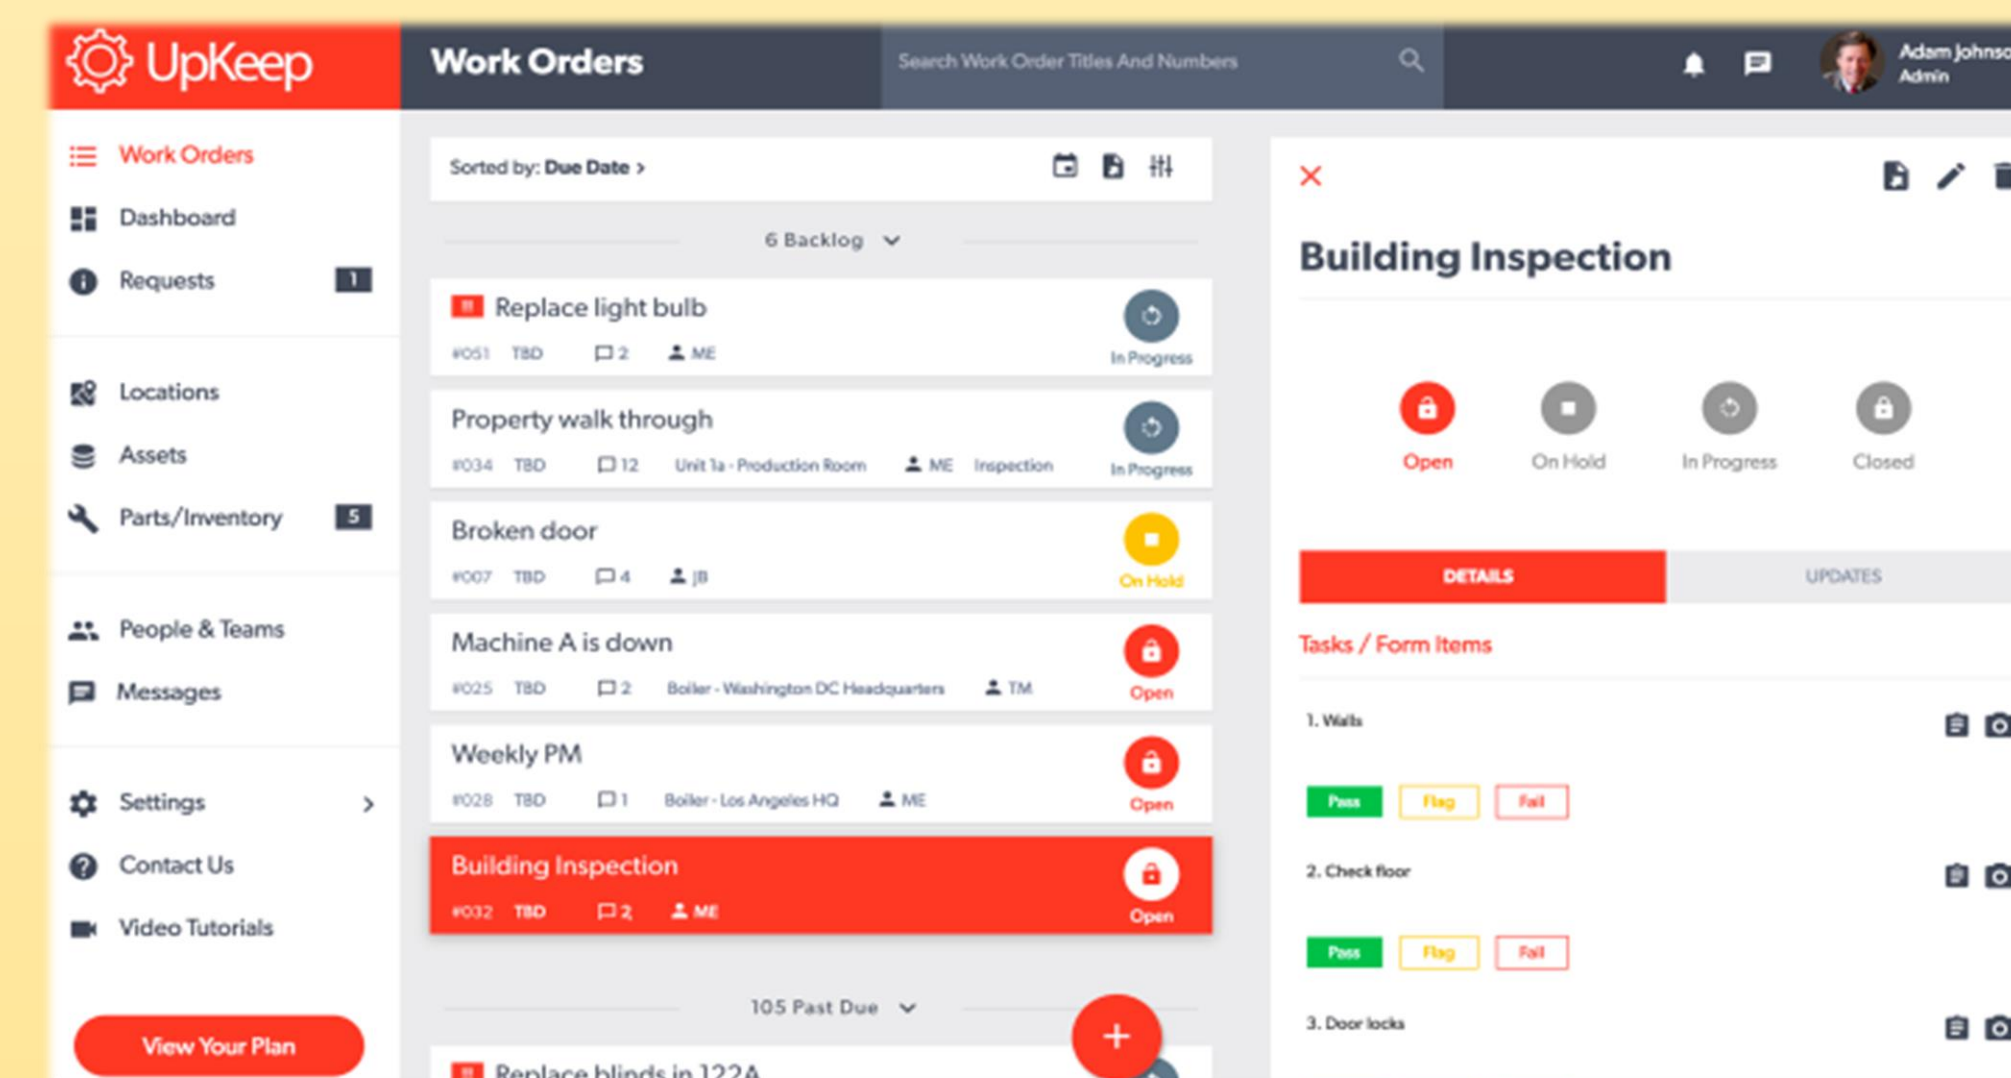 UpKeep
Work Orders
Search Work Order Titles And Numbers
Adam Johnso
Admin
Work Orders
Dashboard
Requests 1
Locations
Assets
Parts/Inventory 5
People & Teams
Messages
Settings
Contact Us
Video Tutorials
View Your Plan
Sorted by: Due Date >
6 Backlog
!! Replace light bulb
#051 TBD 2 ME
In Progress
Property walk through
#034 TBD 12 Unit 1a - Production Room ME Inspection
In Progress
Broken door
#007 TBD 4 JB
On Hold
Machine A is down
#025 TBD 2 Boiler - Washington DC Headquarters TM
Open
Weekly PM
#028 TBD 1 Boiler - Los Angeles HQ ME
Open
Building Inspection
#032 TBD 2 ME
Open
105 Past Due
+
!! Replace blinds in 122A
Building Inspection
Open On Hold In Progress Closed
DETAILS UPDATES
Tasks / Form Items
1. Walls
Pass Flag Fail
2. Check floor
Pass Flag Fail
3. Door locks